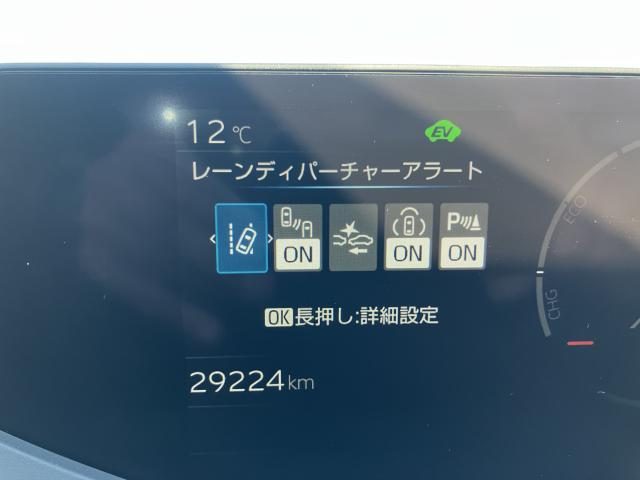 12℃
EV
レーンディパーチャーアラート
P
ON ON ON
OK長押し:詳細設定
29224km
ECO
CHG